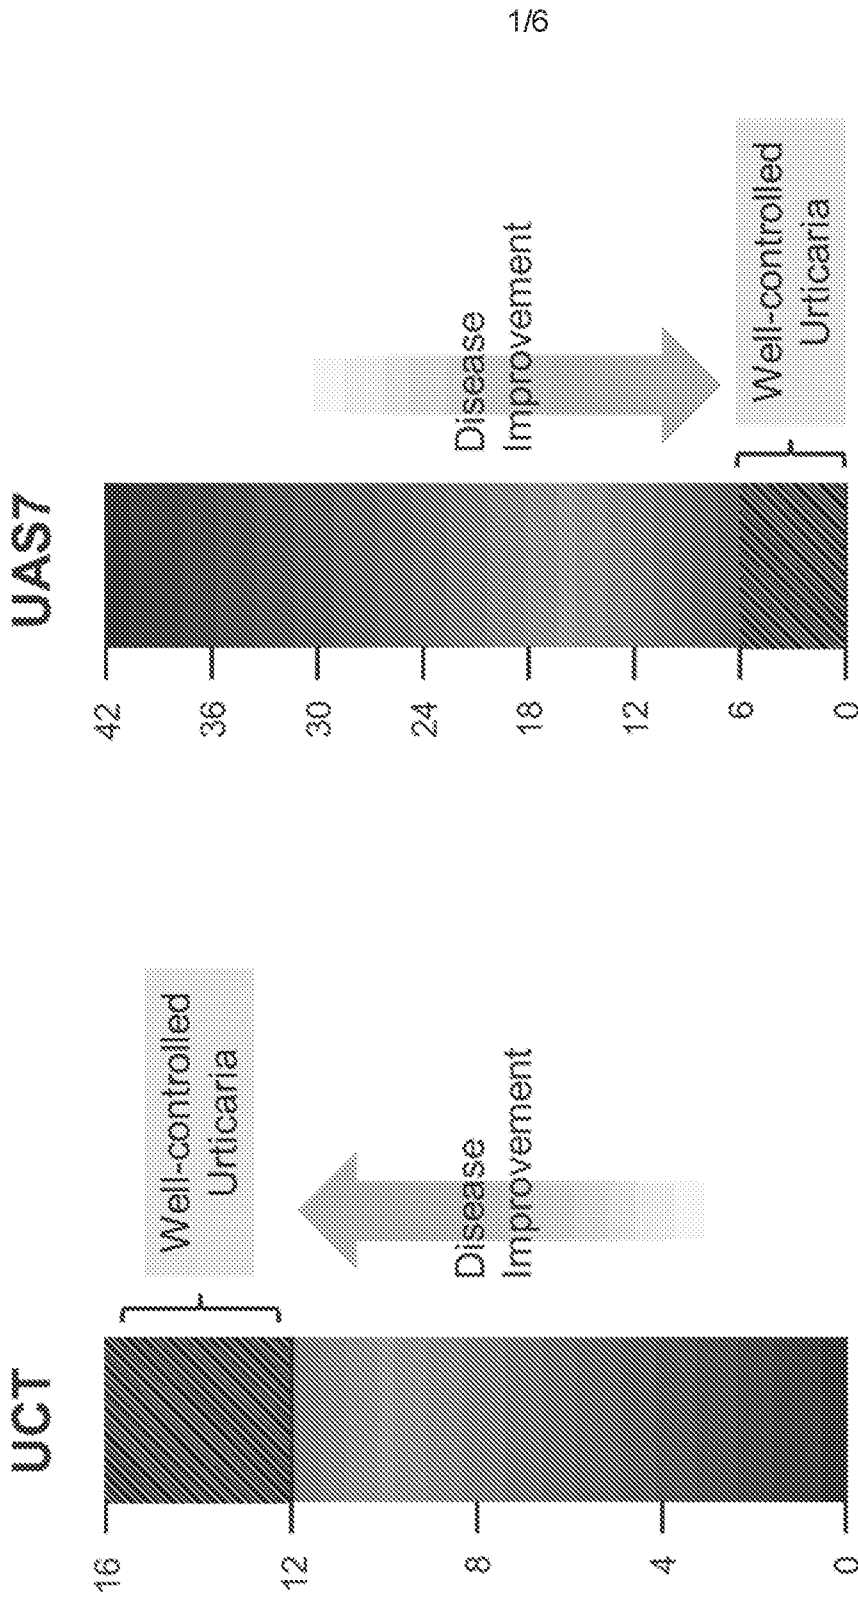 1/6
UCT
16
12
8
4
0
Well-controlled
Urticaria
Disease
Improvement
UAS7
42
36
30
24
18
12
6
0
Disease
Improvement
Well-controlled
Urticaria